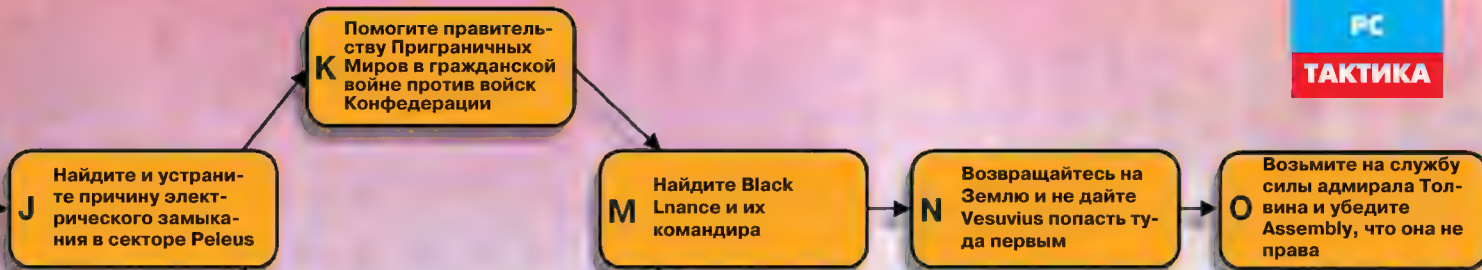 PC
ТАКТИКА
K
Помогите правитель-
ству Приграничных
Миров в гражданской
войне против войск
Конфедерации
J
Найдите и устрани-
те причину элект-
рического замыка-
ния в секторе Peleus
M
Найдите Black
Lnance и их
командира
N
Возвращайтесь на
Землю и не дайте
Vesuvius попасть ту-
да первым
O
Возьмите на службу
силы адмирала Тол-
вина и убедите
Assembly, что она не
права